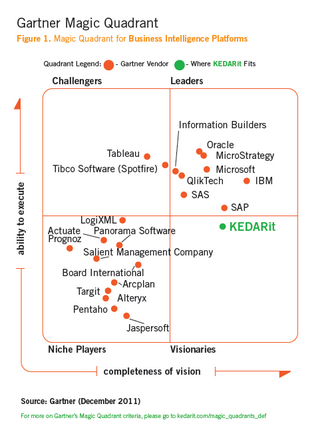 Gartner Magic Quadrant
Figure 1. Magic Quadrant for Business Intelligence Platforms
Quadrant Legend: - Gartner Vendor - Where KEDARit Fits
Challengers Leaders
Information Builders
Oracle
Tableau
MicroStrategy
Tibco Software (Spotfire)
Microsoft
QlikTech
IBM
SAS
SAP
ability to execute
LogiXML
KEDARit
Actuate Panorama Software
Prognoz
Salient Management Company
Board International
Arcplan
Targit
Alteryx
Pentaho
Jaspersoft
Niche Players Visionaries
completeness of vision
Source: Gartner (December 2011)
For more on Gartner's Magic Quadrant criteria, please go to kedarit.com/magic_quadrants_def